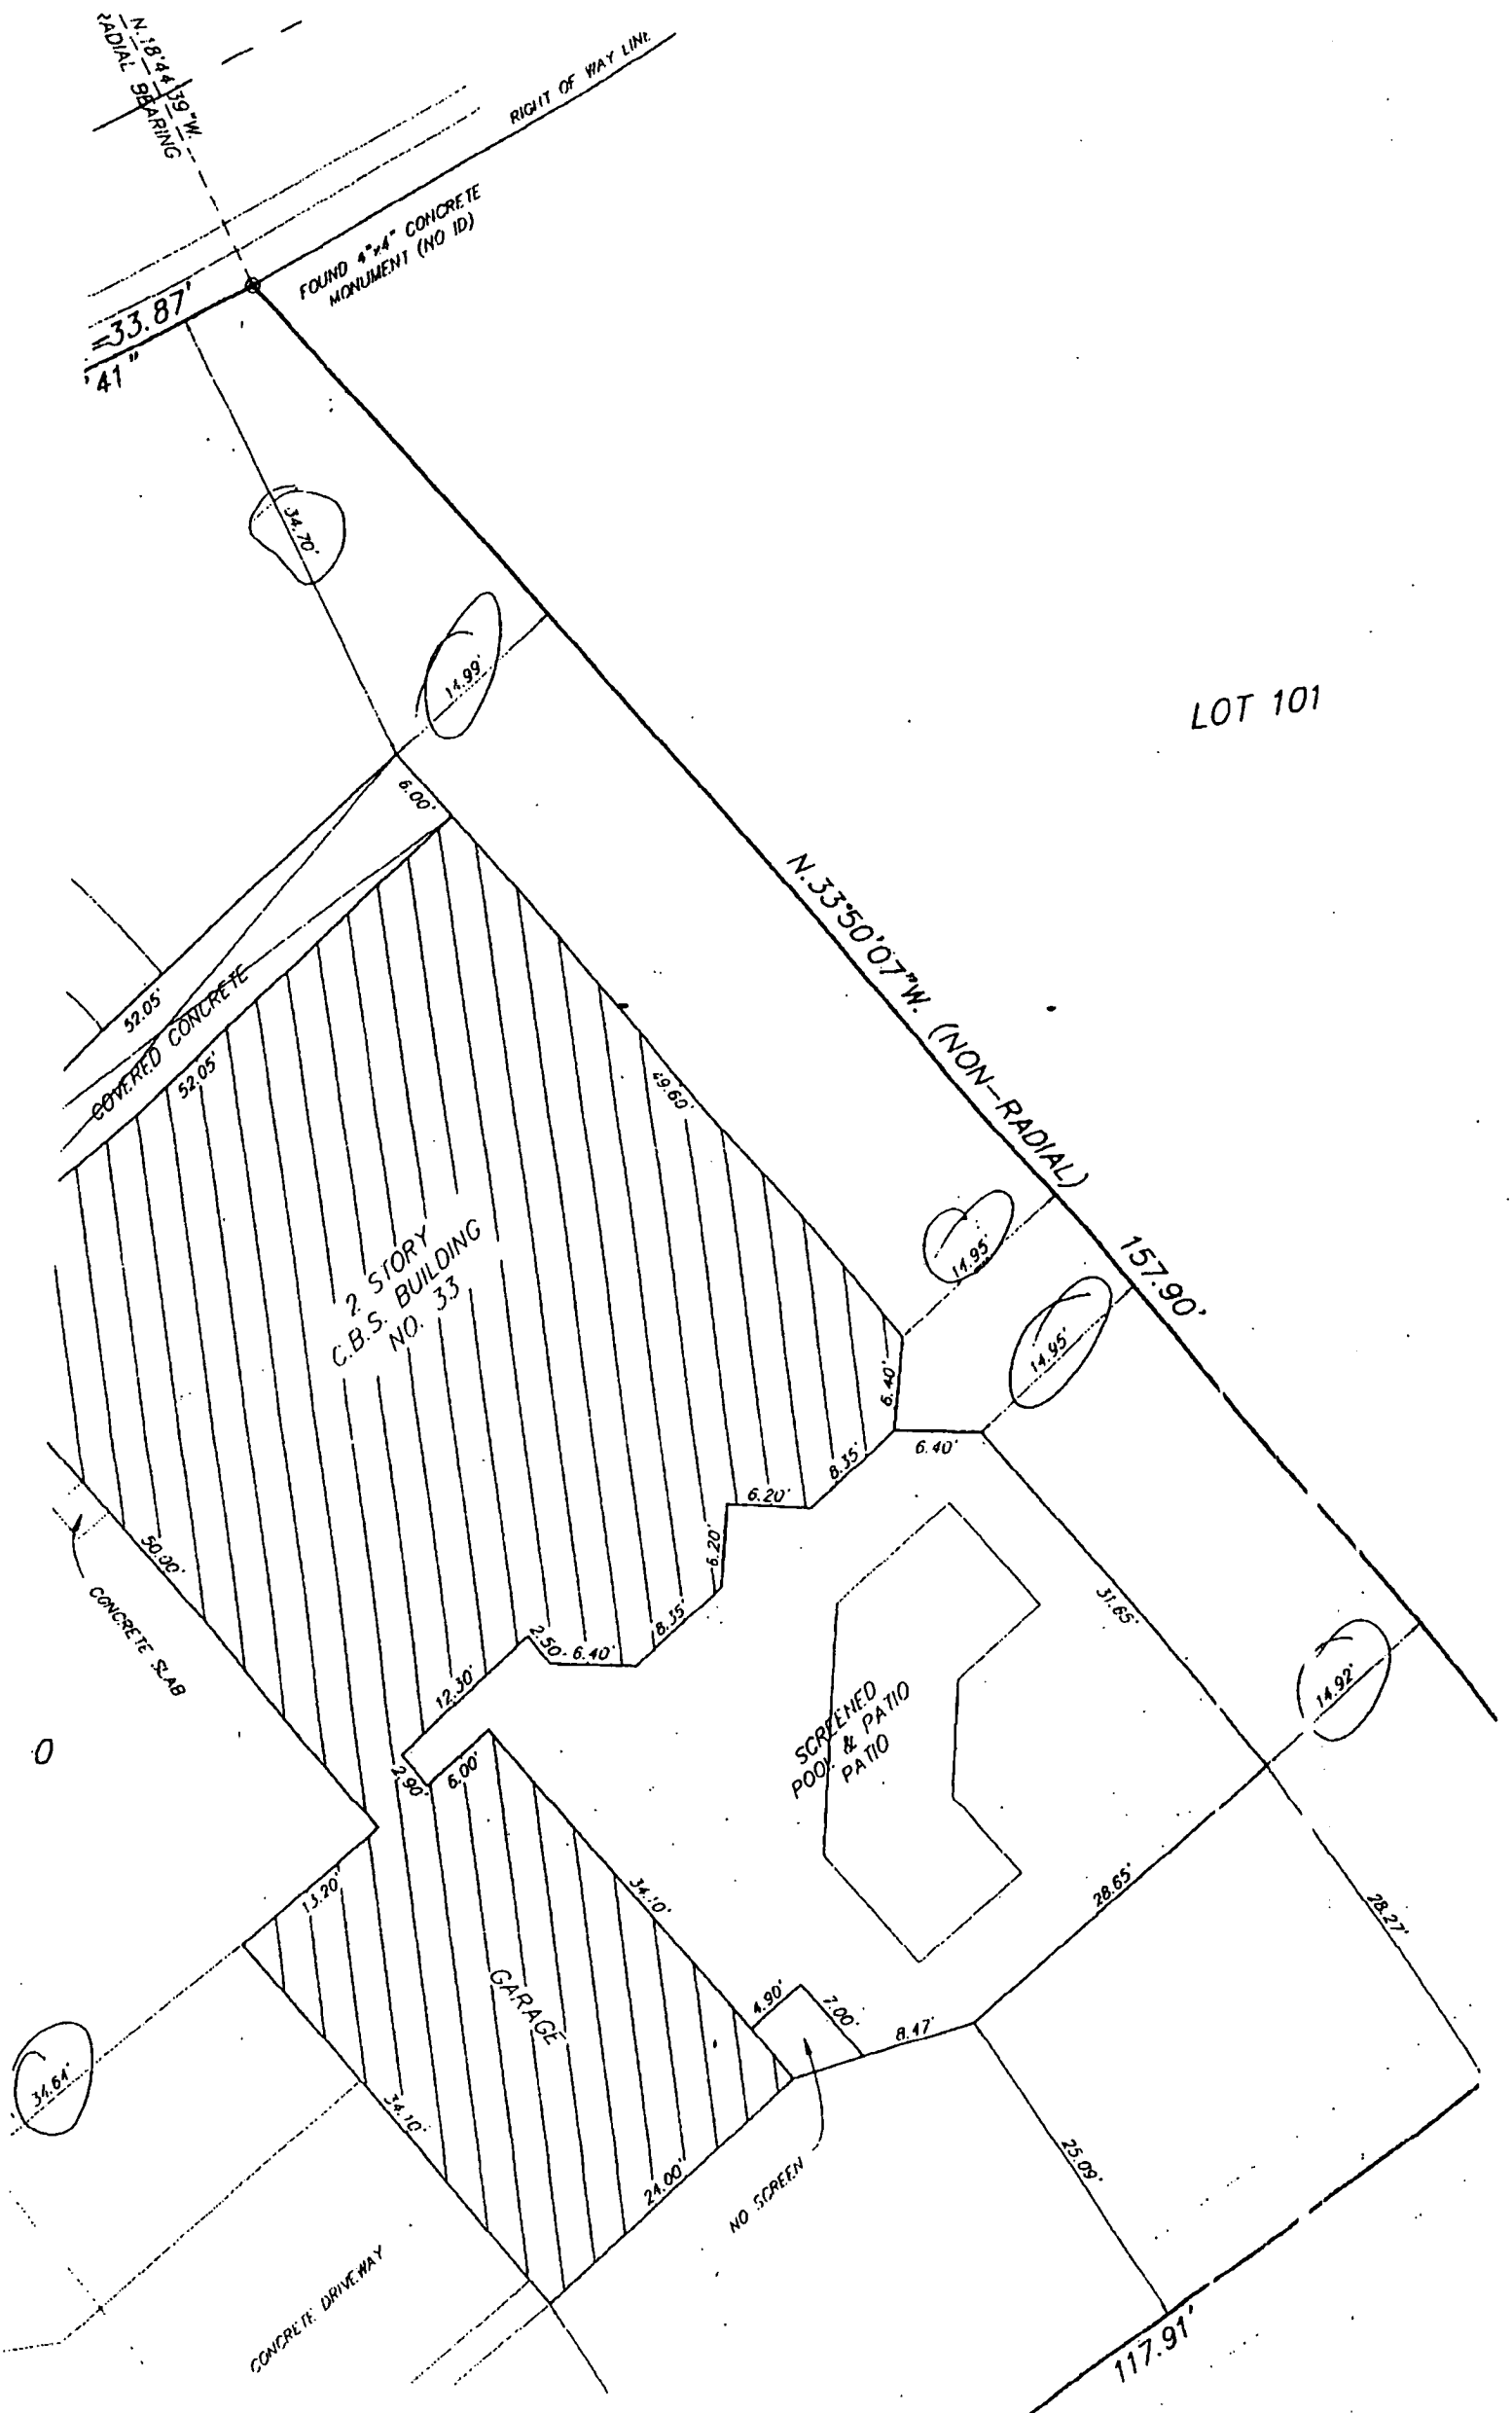 N.18°44'39"W.
RADIAL BEARING
RIGHT OF WAY LINE
FOUND 4"x4" CONCRETE
MONUMENT (NO ID)
=33.87'
'41"
34.70'
14.99'
LOT 101
6.00'
N.33°50'07"W. (NON-RADIAL)
157.90'
52.05'
COVERED CONCRETE
52.05'
49.60'
2 STORY
C.B.S. BUILDING
NO. 33
14.95'
14.95'
6.40'
6.40'
8.35'
6.20'
6.20'
8.35'
6.40'
2.50'
12.30'
50.00'
CONCRETE SLAB
31.65'
14.92'
SCREENED
POOL & PATIO
PATIO
0
2.90'
6.00'
13.20'
34.10'
28.65'
28.27'
GARAGE
4.90'
7.00'
8.47'
34.64'
34.10'
24.00'
NO SCREEN
25.09'
CONCRETE DRIVEWAY
117.91'